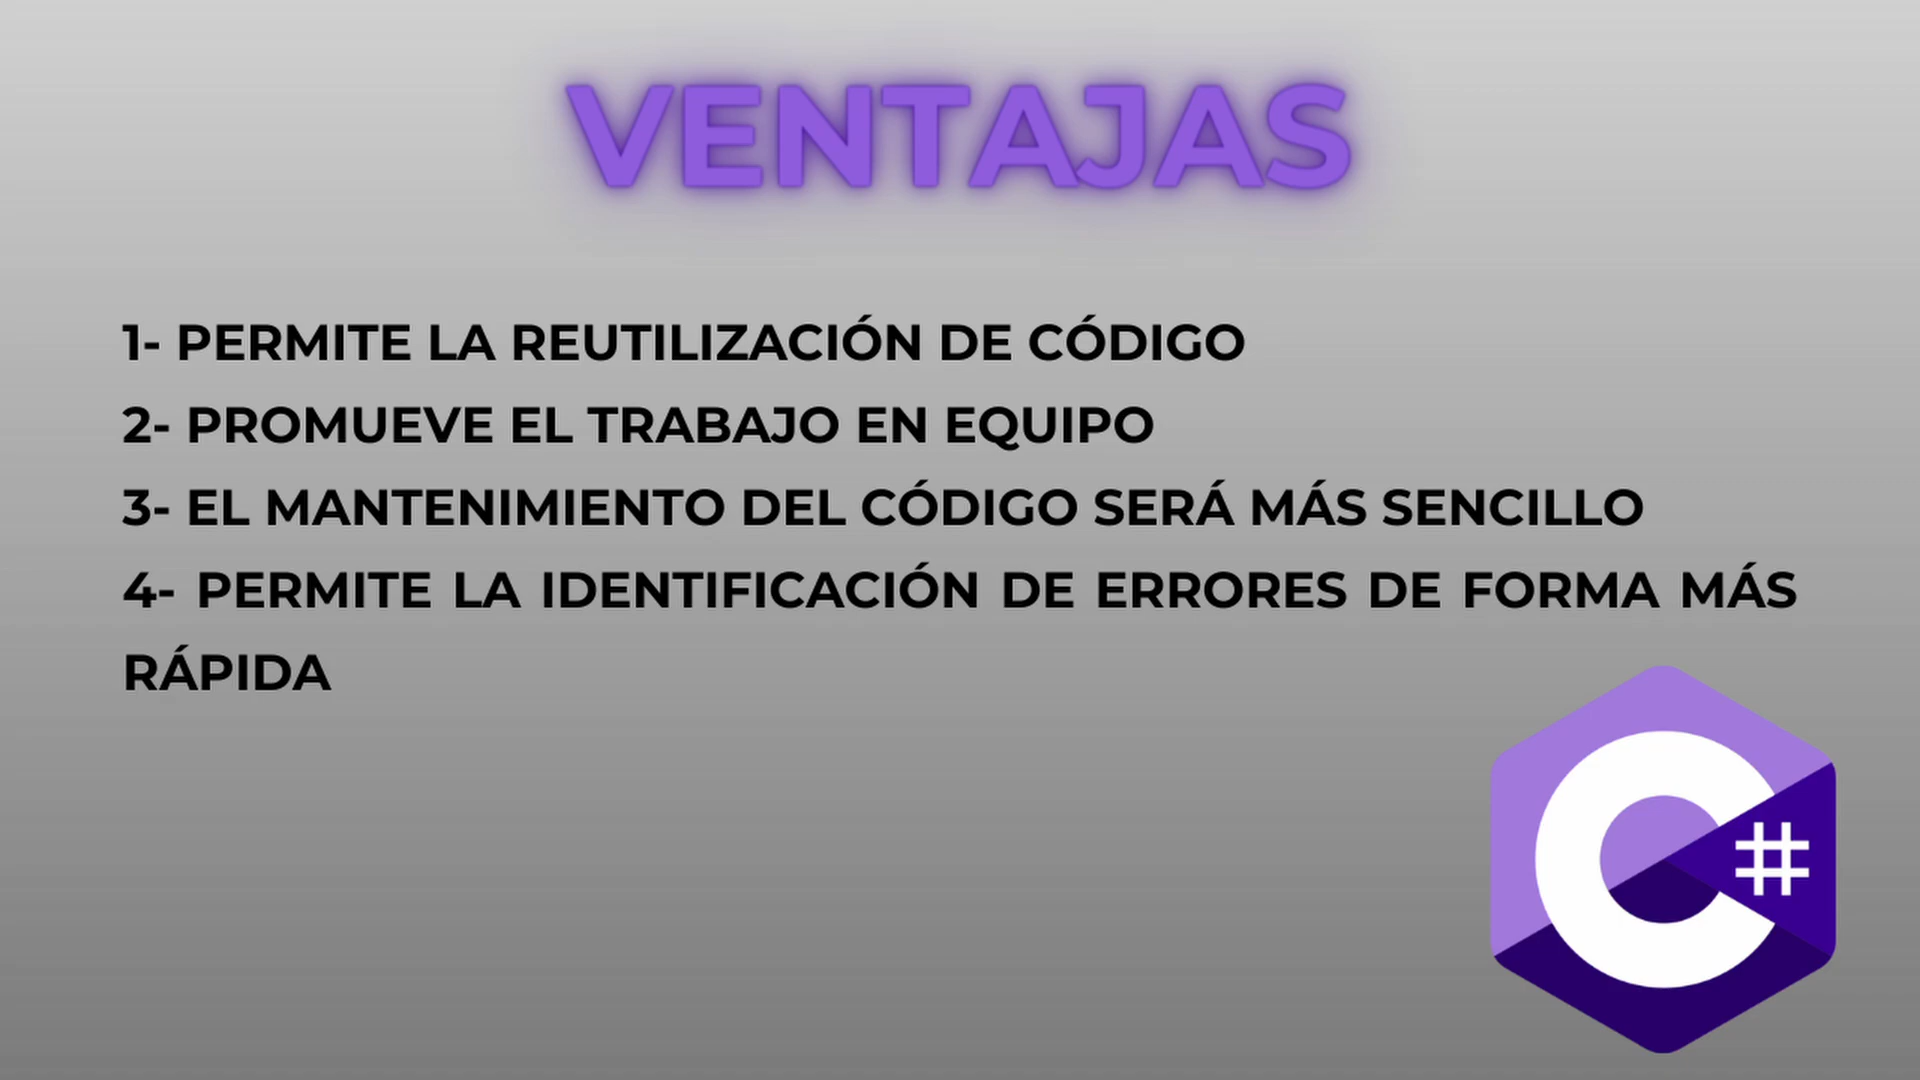 VENTAJAS
1- PERMITE LA REUTILIZACIÓN DE CÓDIGO
2- PROMUEVE EL TRABAJO EN EQUIPO
3- EL MANTENIMIENTO DEL CÓDIGO SERÁ MÁS SENCILLO
4- PERMITE LA IDENTIFICACIÓN DE ERRORES DE FORMA MÁS
RÁPIDA
C#